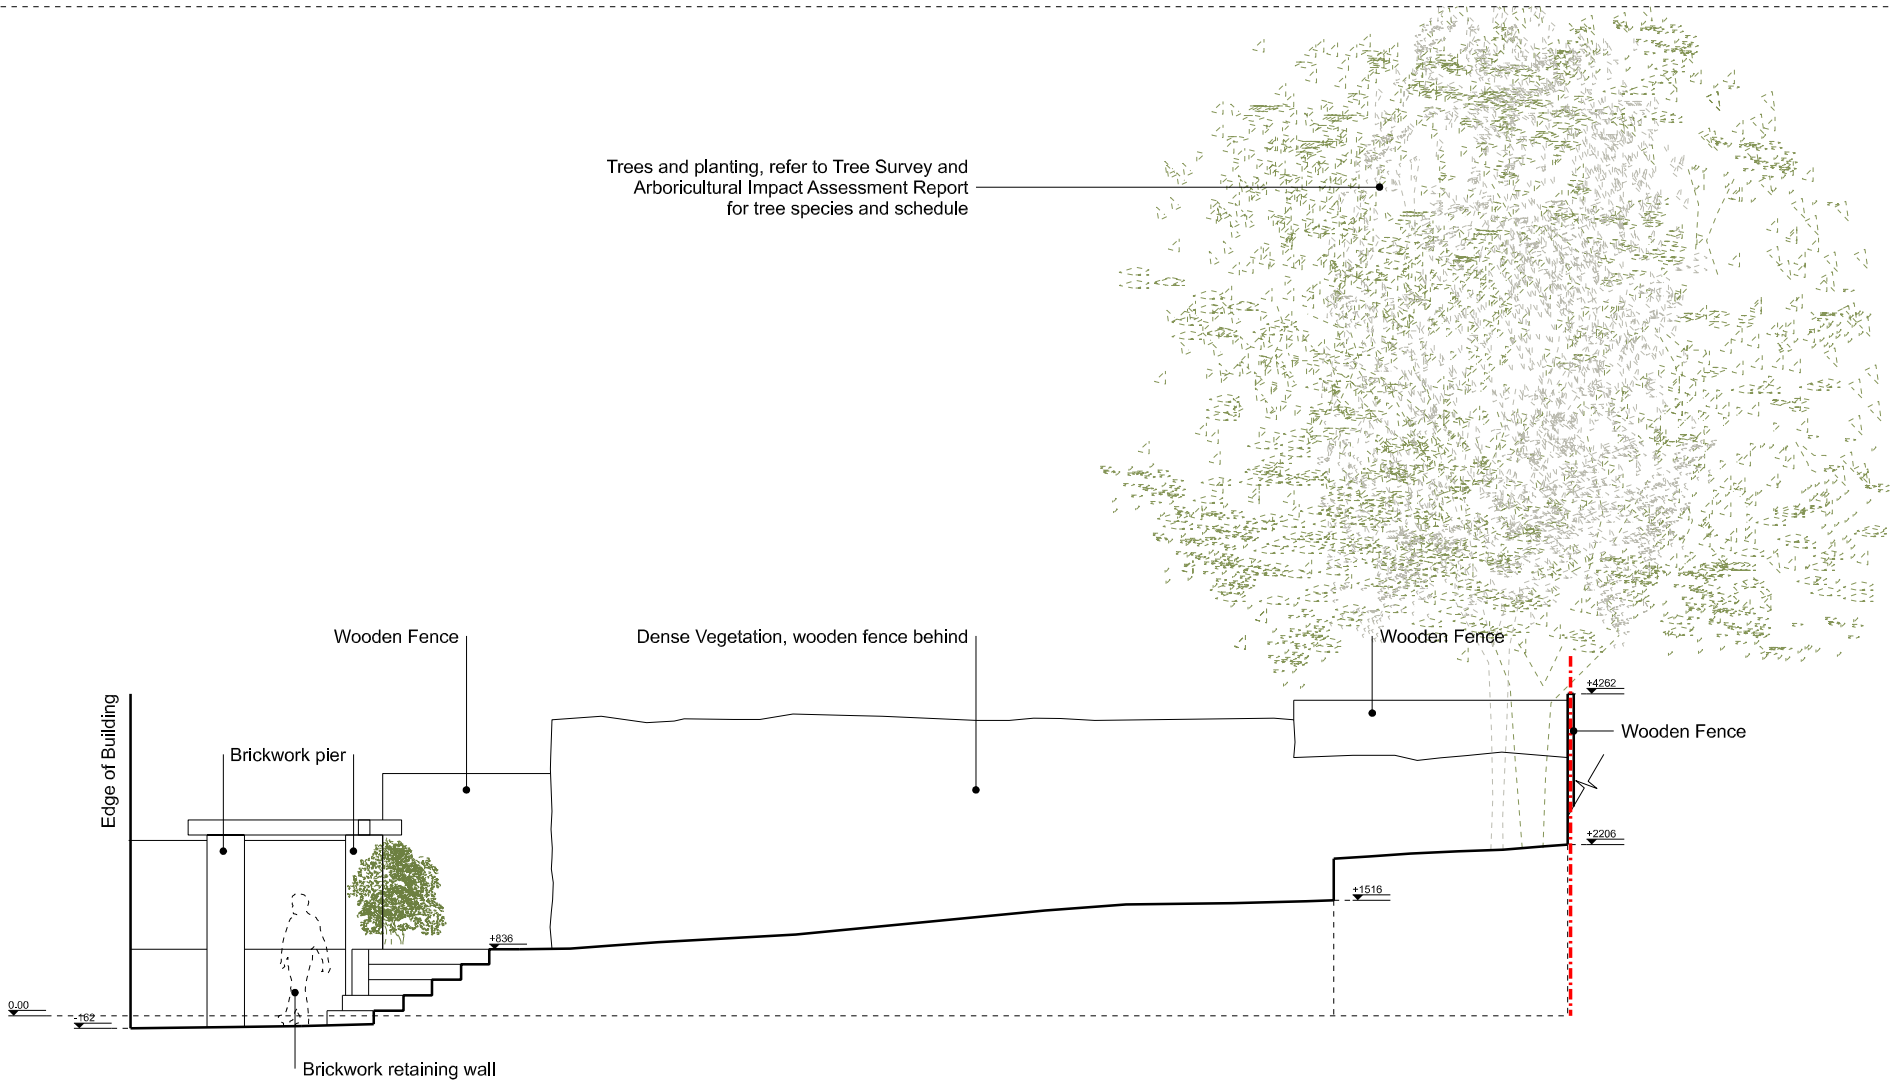 Trees and planting, refer to Tree Survey and
Arboricultural Impact Assessment Report
for tree species and schedule
Wooden Fence
Dense Vegetation, wooden fence behind
Wooden Fence
+4262
Edge of Building
Wooden Fence
Brickwork pier
+2206
+1516
+836
0.00
-162
Brickwork retaining wall